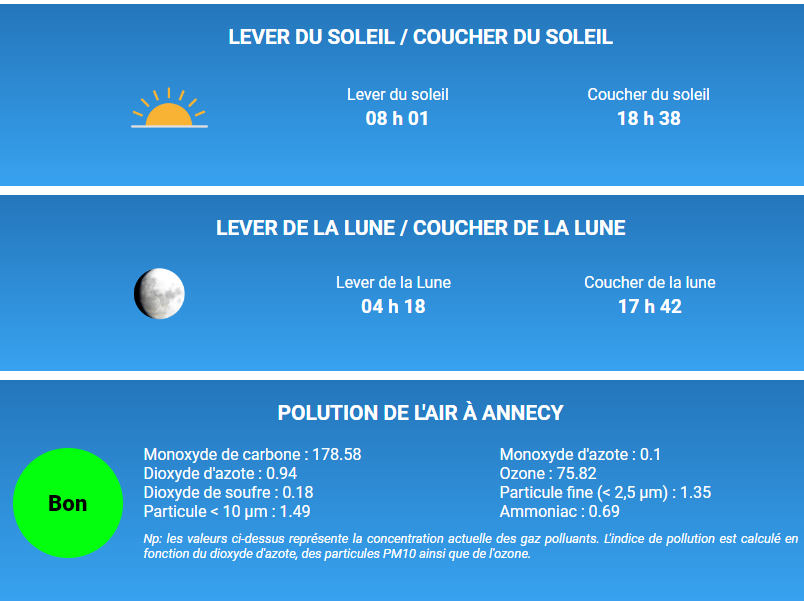 LEVER DU SOLEIL / COUCHER DU SOLEIL
Lever du soleil
08 h 01
Coucher du soleil
18 h 38
LEVER DE LA LUNE / COUCHER DE LA LUNE
Lever de la Lune
04 h 18
Coucher de la lune
17 h 42
POLUTION DE L'AIR À ANNECY
Bon
Monoxyde de carbone : 178.58
Dioxyde d'azote : 0.94
Dioxyde de soufre : 0.18
Particule < 10 µm : 1.49
Monoxyde d'azote : 0.1
Ozone : 75.82
Particule fine (< 2,5 µm) : 1.35
Ammoniac : 0.69
Np: les valeurs ci-dessus représente la concentration actuelle des gaz polluants. L'indice de pollution est calculé en
fonction du dioxyde d'azote, des particules PM10 ainsi que de l'ozone.